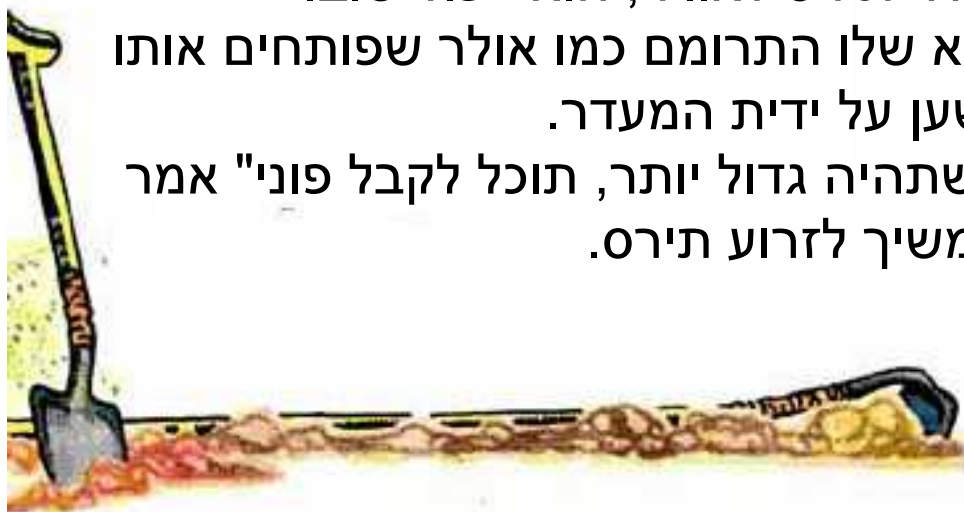 א שלו התרומם כמו אולר שפותחים אותו
שען על ידית המעדר.
שתהיה גדול יותר, תוכל לקבל פוני" אמר
משיך לזרוע תירס.